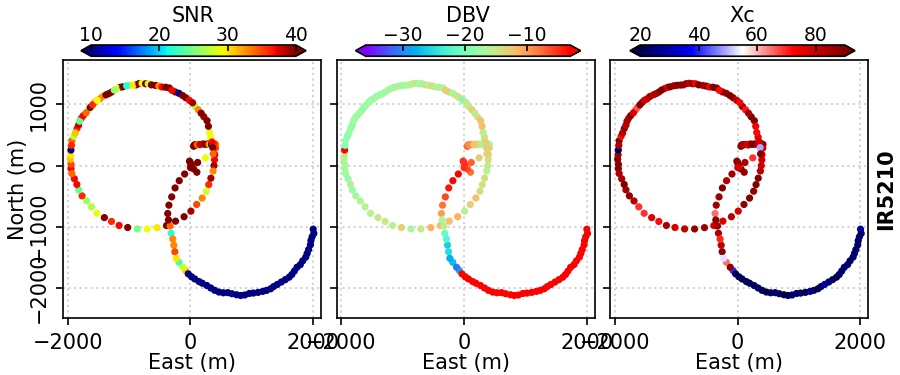 SNR DBV Xc
10 20 30 40 −30 −20 −10 20 40 60 80
North (m)
1000
0
−1000
−2000
IR5210
−2000 0 2000 −2000 0 2000 −2000 0 2000
East (m) East (m) East (m)